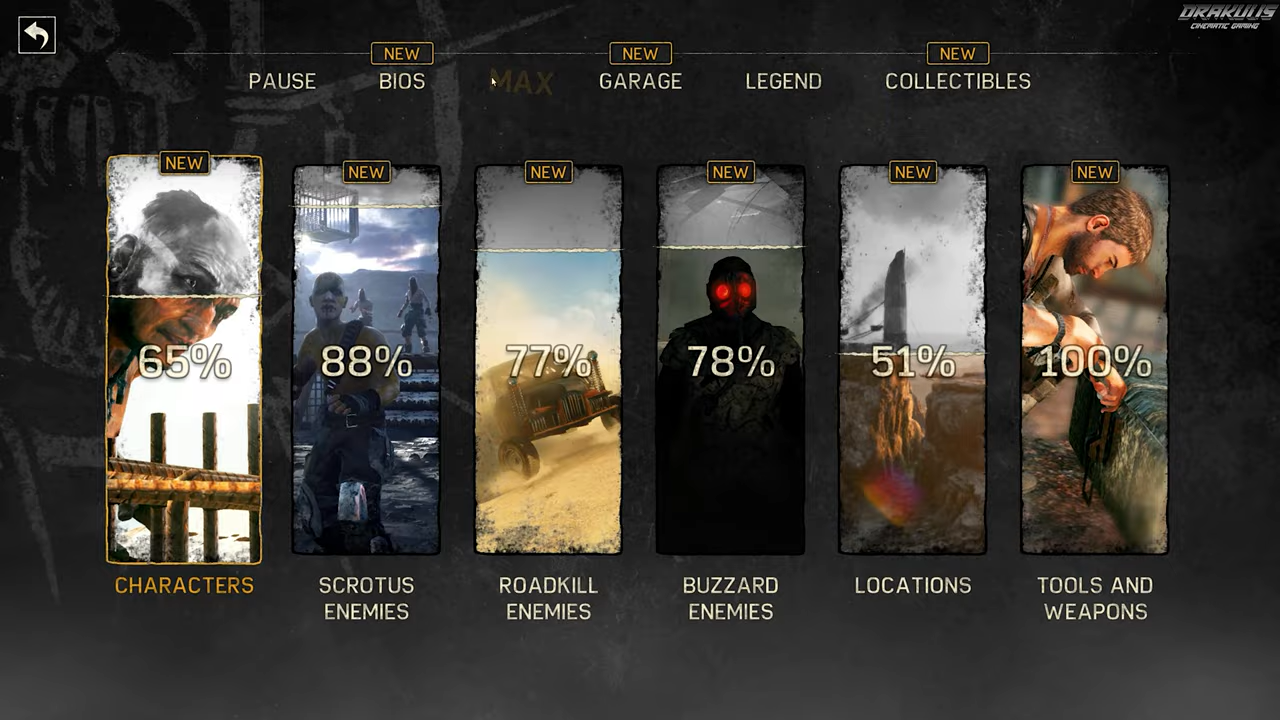 DRAKULIS
CINEMATIC GAMING
NEW
NEW
NEW
PAUSE
BIOS
MAX
GARAGE
LEGEND
COLLECTIBLES
NEW
NEW
NEW
NEW
NEW
NEW
65%
88%
77%
78%
51%
100%
CHARACTERS
SCROTUS
ENEMIES
ROADKILL
ENEMIES
BUZZARD
ENEMIES
LOCATIONS
TOOLS AND
WEAPONS